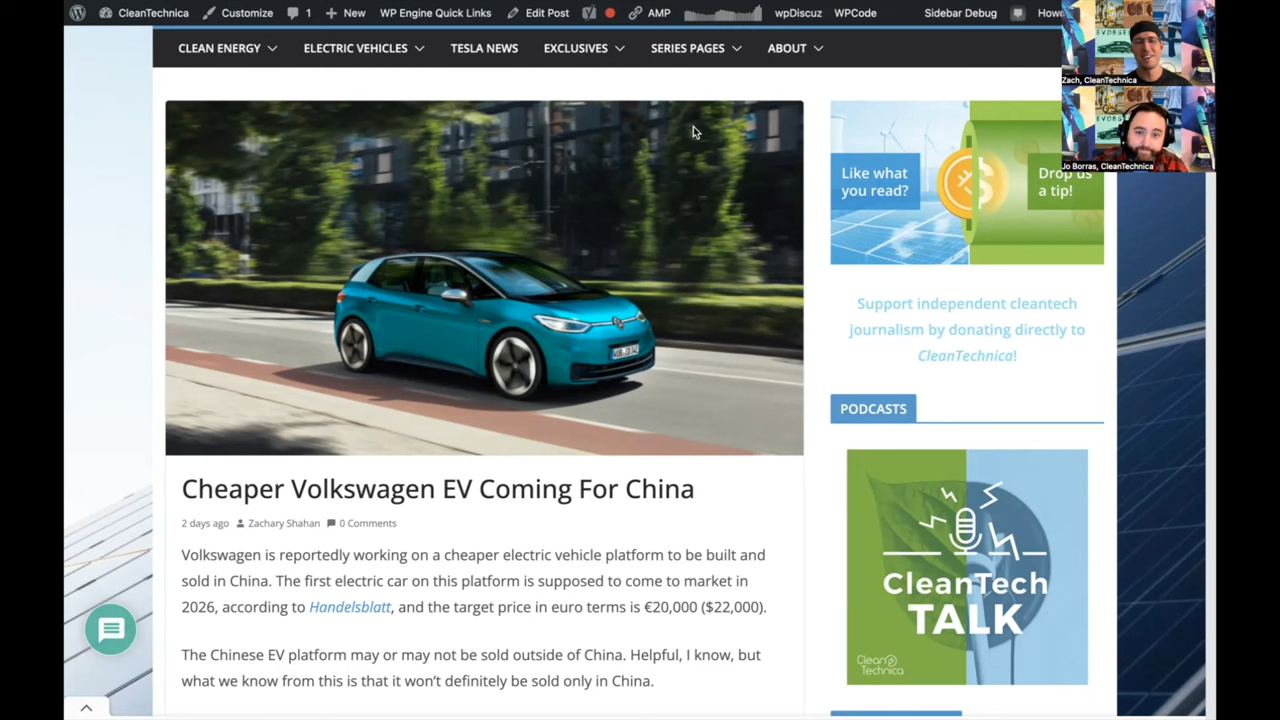 CleanTechnica Customize 1 New WP Engine Quick Links Edit Post AMP wpDiscuz WPCode Sidebar Debug
CLEAN ENERGY ELECTRIC VEHICLES TESLA NEWS EXCLUSIVES SERIES PAGES ABOUT
Zach, CleanTechnica
Jo Borras, CleanTechnica
Like what
you read?
Drop us
a tip!
Support independent cleantech
journalism by donating directly to
CleanTechnica!
PODCASTS
CleanTech
TALK
Clean
Technica
Cheaper Volkswagen EV Coming For China
2 days ago Zachary Shahan 0 Comments
Volkswagen is reportedly working on a cheaper electric vehicle platform to be built and
sold in China. The first electric car on this platform is supposed to come to market in
2026, according to Handelsblatt, and the target price in euro terms is €20,000 ($22,000).
The Chinese EV platform may or may not be sold outside of China. Helpful, I know, but
what we know from this is that it won't definitely be sold only in China.